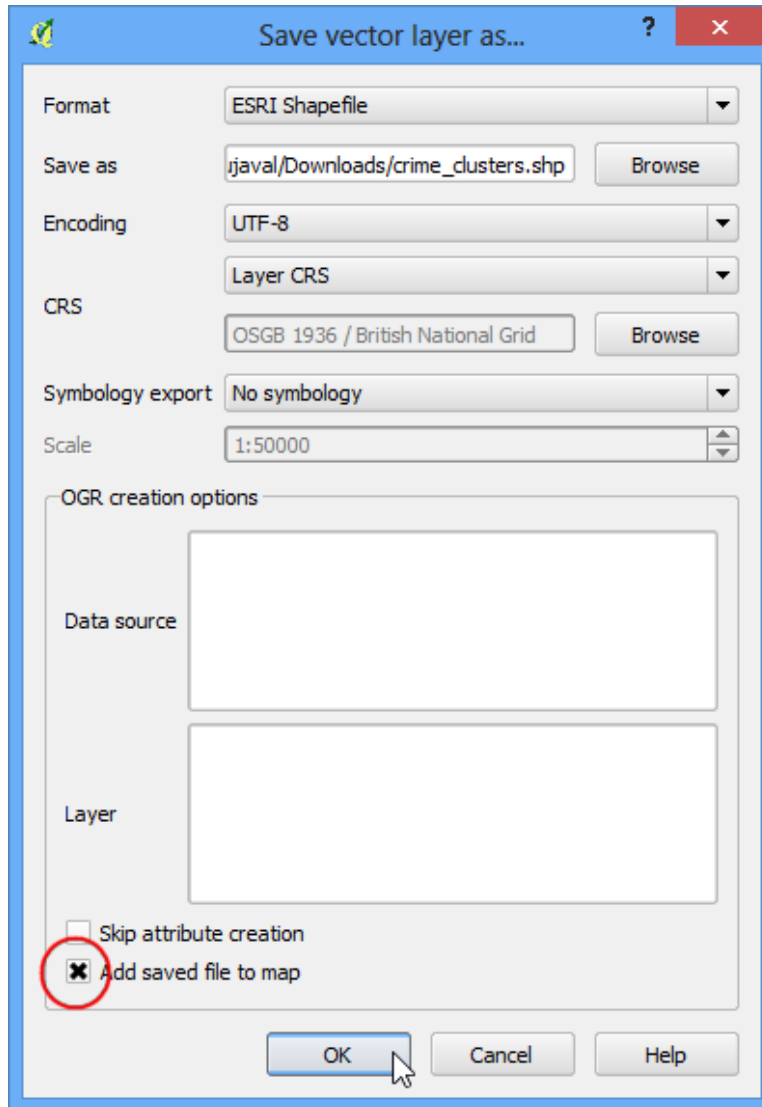 Save vector layer as...
?
Format ESRI Shapefile
Save as ujaval/Downloads/crime_clusters.shp Browse
Encoding UTF-8
Layer CRS
CRS
OSGB 1936 / British National Grid Browse
Symbology export No symbology
Scale 1:50000
OGR creation options
Data source
Layer
Skip attribute creation
Add saved file to map
OK Cancel Help